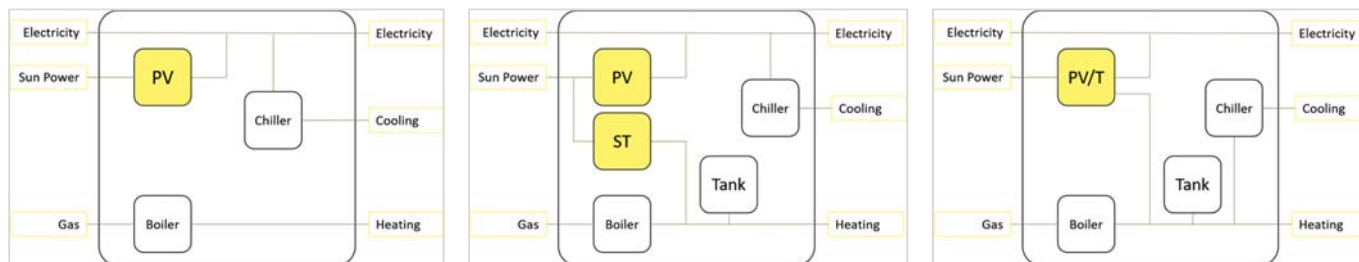 Electricity
Electricity
Sun Power
PV
Chiller
Cooling
Gas
Boiler
Heating
Electricity
Electricity
Sun Power
PV
Chiller
Cooling
ST
Tank
Gas
Boiler
Heating
Electricity
Electricity
Sun Power
PV/T
Chiller
Cooling
Tank
Gas
Boiler
Heating